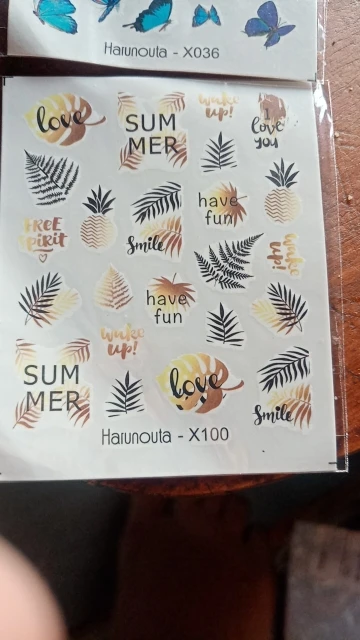 Harunouta - X036
love
SUM
MER
wake
up!
I
love
you
FREE
Spirit
Smile
have
fun
wake
up!
have
fun
wake
up!
SUM
MER
love
Smile
Harunouta - X100